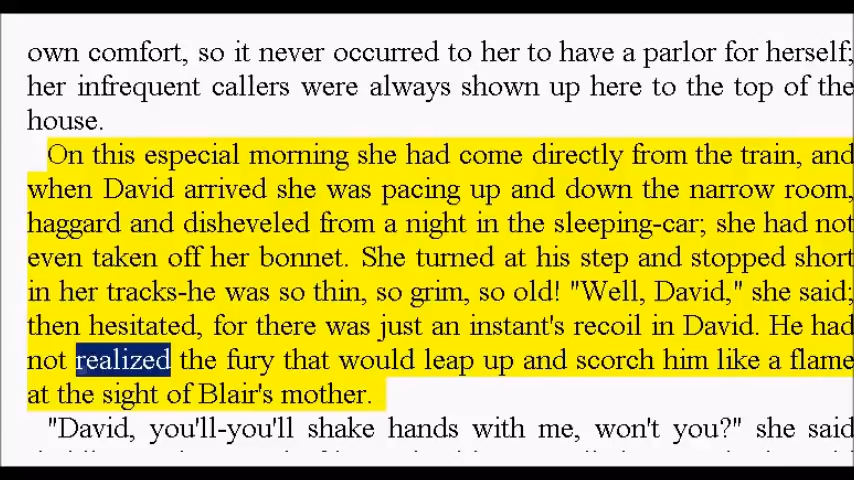 own comfort, so it never occurred to her to have a parlor for herself;
her infrequent callers were always shown up here to the top of the
house.
On this especial morning she had come directly from the train, and
when David arrived she was pacing up and down the narrow room,
haggard and disheveled from a night in the sleeping-car; she had not
even taken off her bonnet. She turned at his step and stopped short
in her tracks-he was so thin, so grim, so old! "Well, David," she said;
then hesitated, for there was just an instant's recoil in David. He had
not realized the fury that would leap up and scorch him like a flame
at the sight of Blair's mother.
"David, you'll-you'll shake hands with me, won't you?" she said